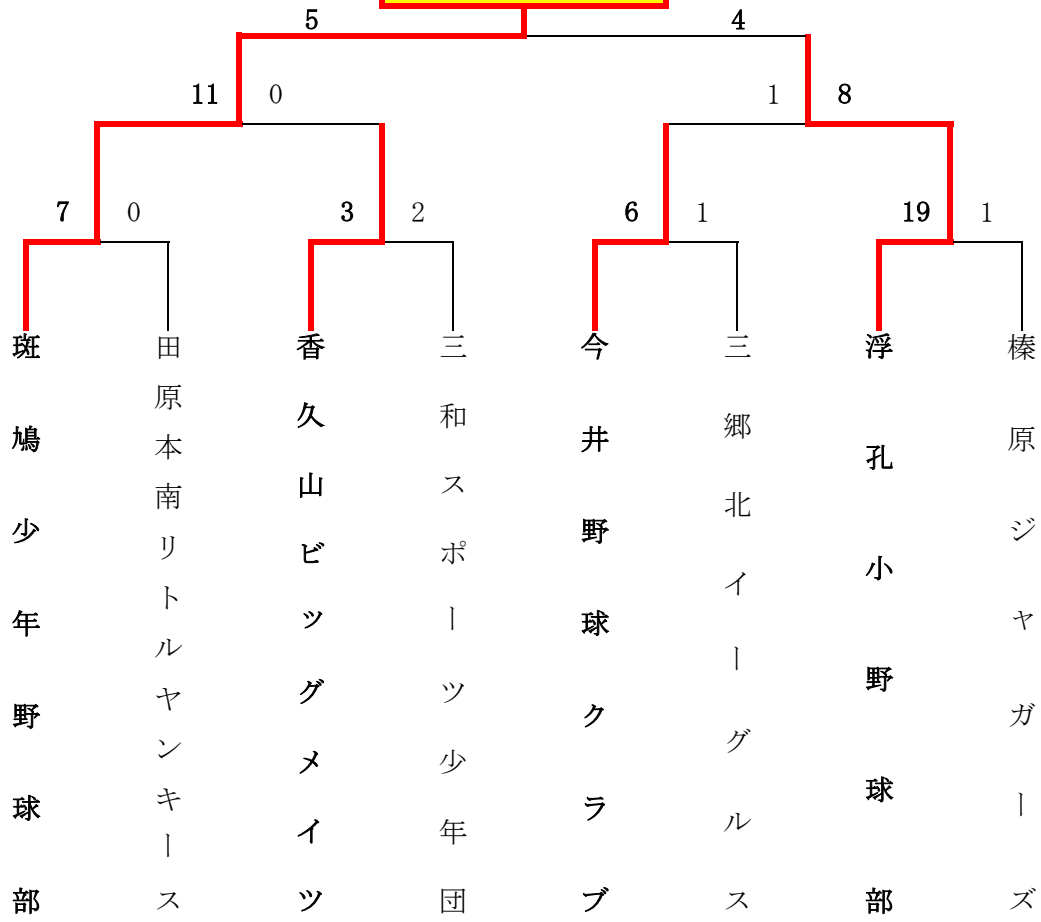 5 4
11 0 1 8
7 0 3 2 6 1 19 1
斑鳩少年野球部
田原本南リトルヤンキース
香久山ビッグメイツ
三和スポーツ少年団
今井野球クラブ
三郷北イーグルス
浮孔小野球部
榛原ジャガーズ